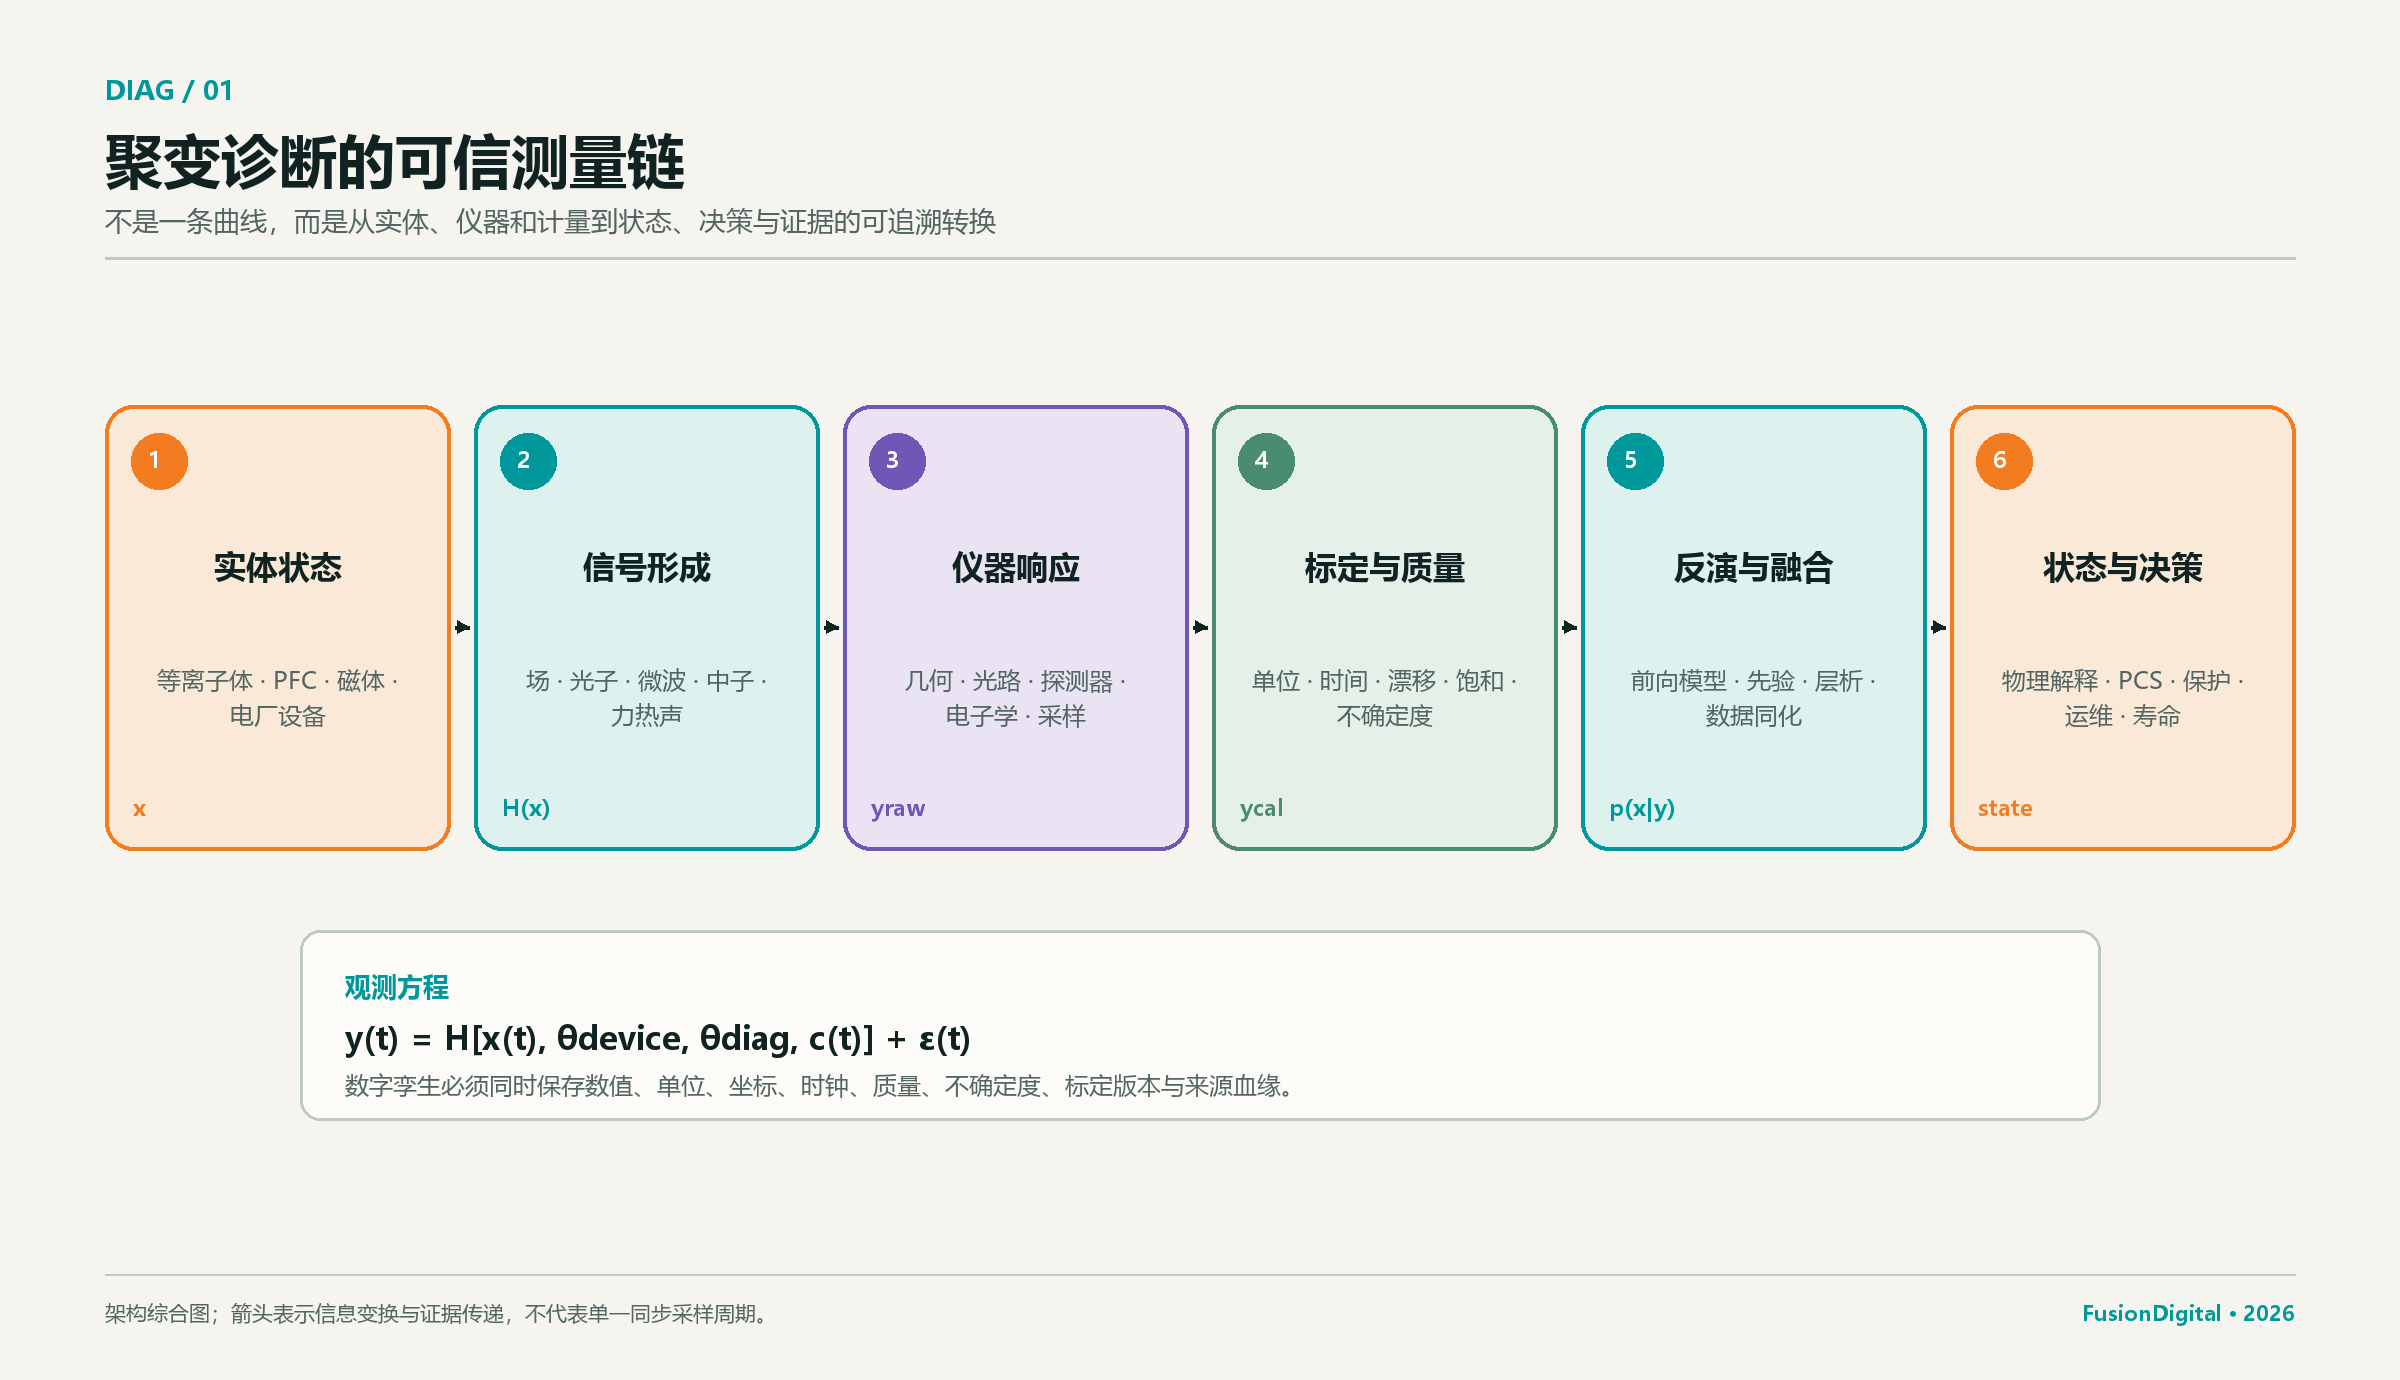 DIAG / 01
聚变诊断的可信测量链
不是一条曲线，而是从实体、仪器和计量到状态、决策与证据的可追溯转换
1
实体状态
等离子体 · PFC · 磁体 ·
电厂设备
x
2
信号形成
场 · 光子 · 微波 · 中子 ·
力热声
H(x)
3
仪器响应
几何 · 光路 · 探测器 ·
电子学 · 采样
yraw
4
标定与质量
单位 · 时间 · 漂移 · 饱和 ·
不确定度
ycal
5
反演与融合
前向模型 · 先验 · 层析 ·
数据同化
p(x|y)
6
状态与决策
物理解释 · PCS · 保护 ·
运维 · 寿命
state
观测方程
y(t) = H[x(t), θdevice, θdiag, c(t)] + ε(t)
数字孪生必须同时保存数值、单位、坐标、时钟、质量、不确定度、标定版本与来源血缘。
架构综合图；箭头表示信息变换与证据传递，不代表单一同步采样周期。
FusionDigital • 2026